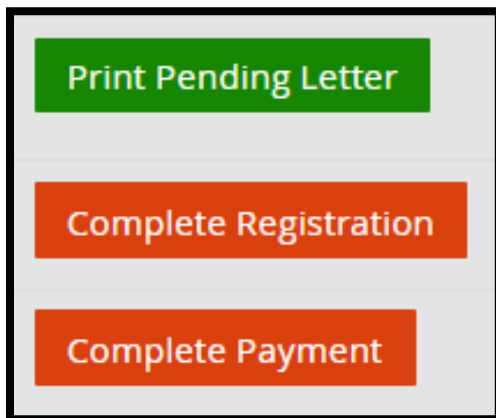 Print Pending Letter
Complete Registration
Complete Payment